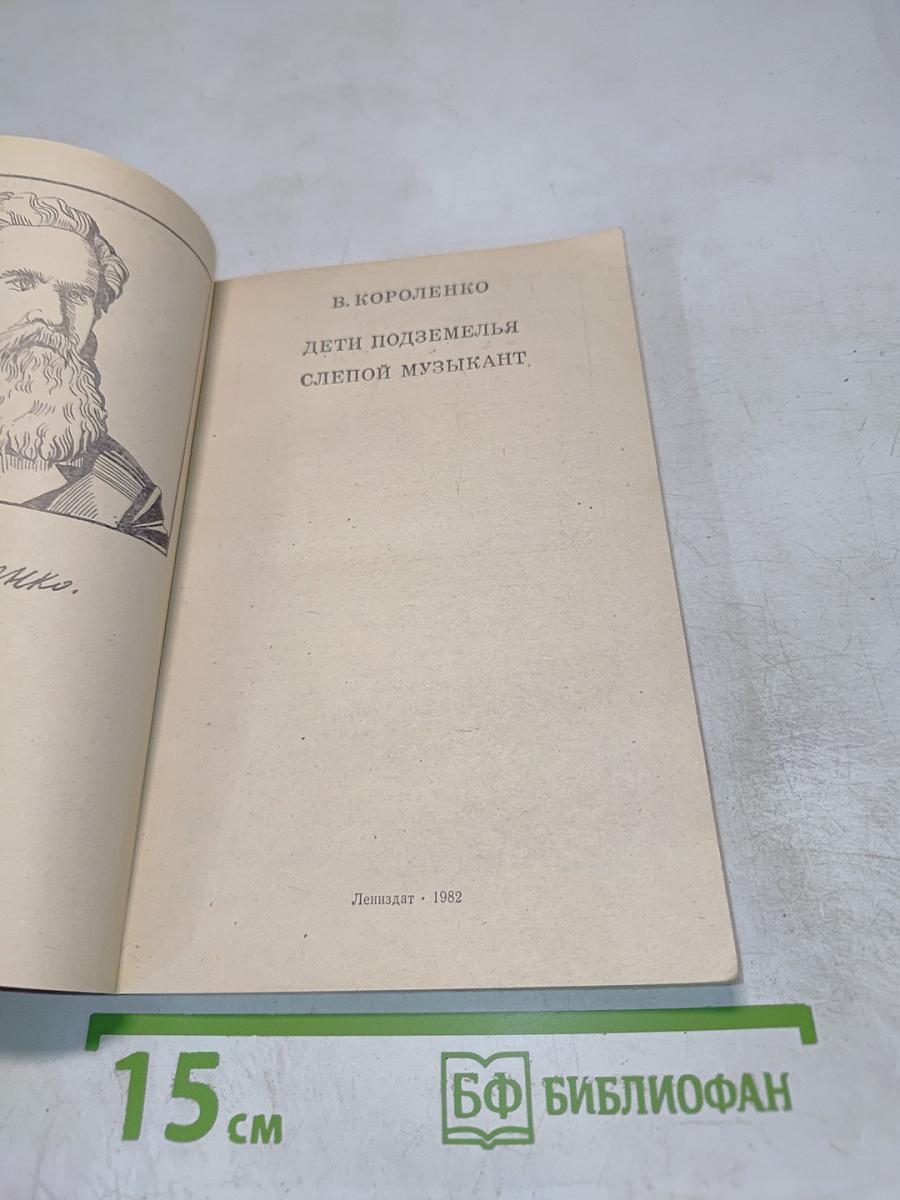 В. КОРОЛЕНКО
ДЕТИ ПОДЗЕМЕЛЬЯ
СЛЕПОЙ МУЗЫКАНТ
Лениздат · 1982
15 см
БФ БИБЛИОФАН